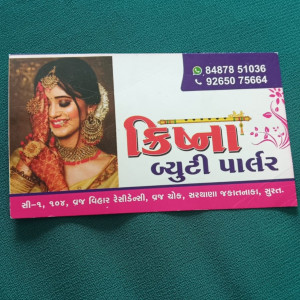 84878 51036
92650 75664
ક્રિષ્ના
બ્યુટી પાર્લર
સી-૧, ૧૦૪, વ્રજ વિહાર રેસીડેન્સી, વ્રજ ચોક, સરથાણા જકાતનાકા, સુરત.